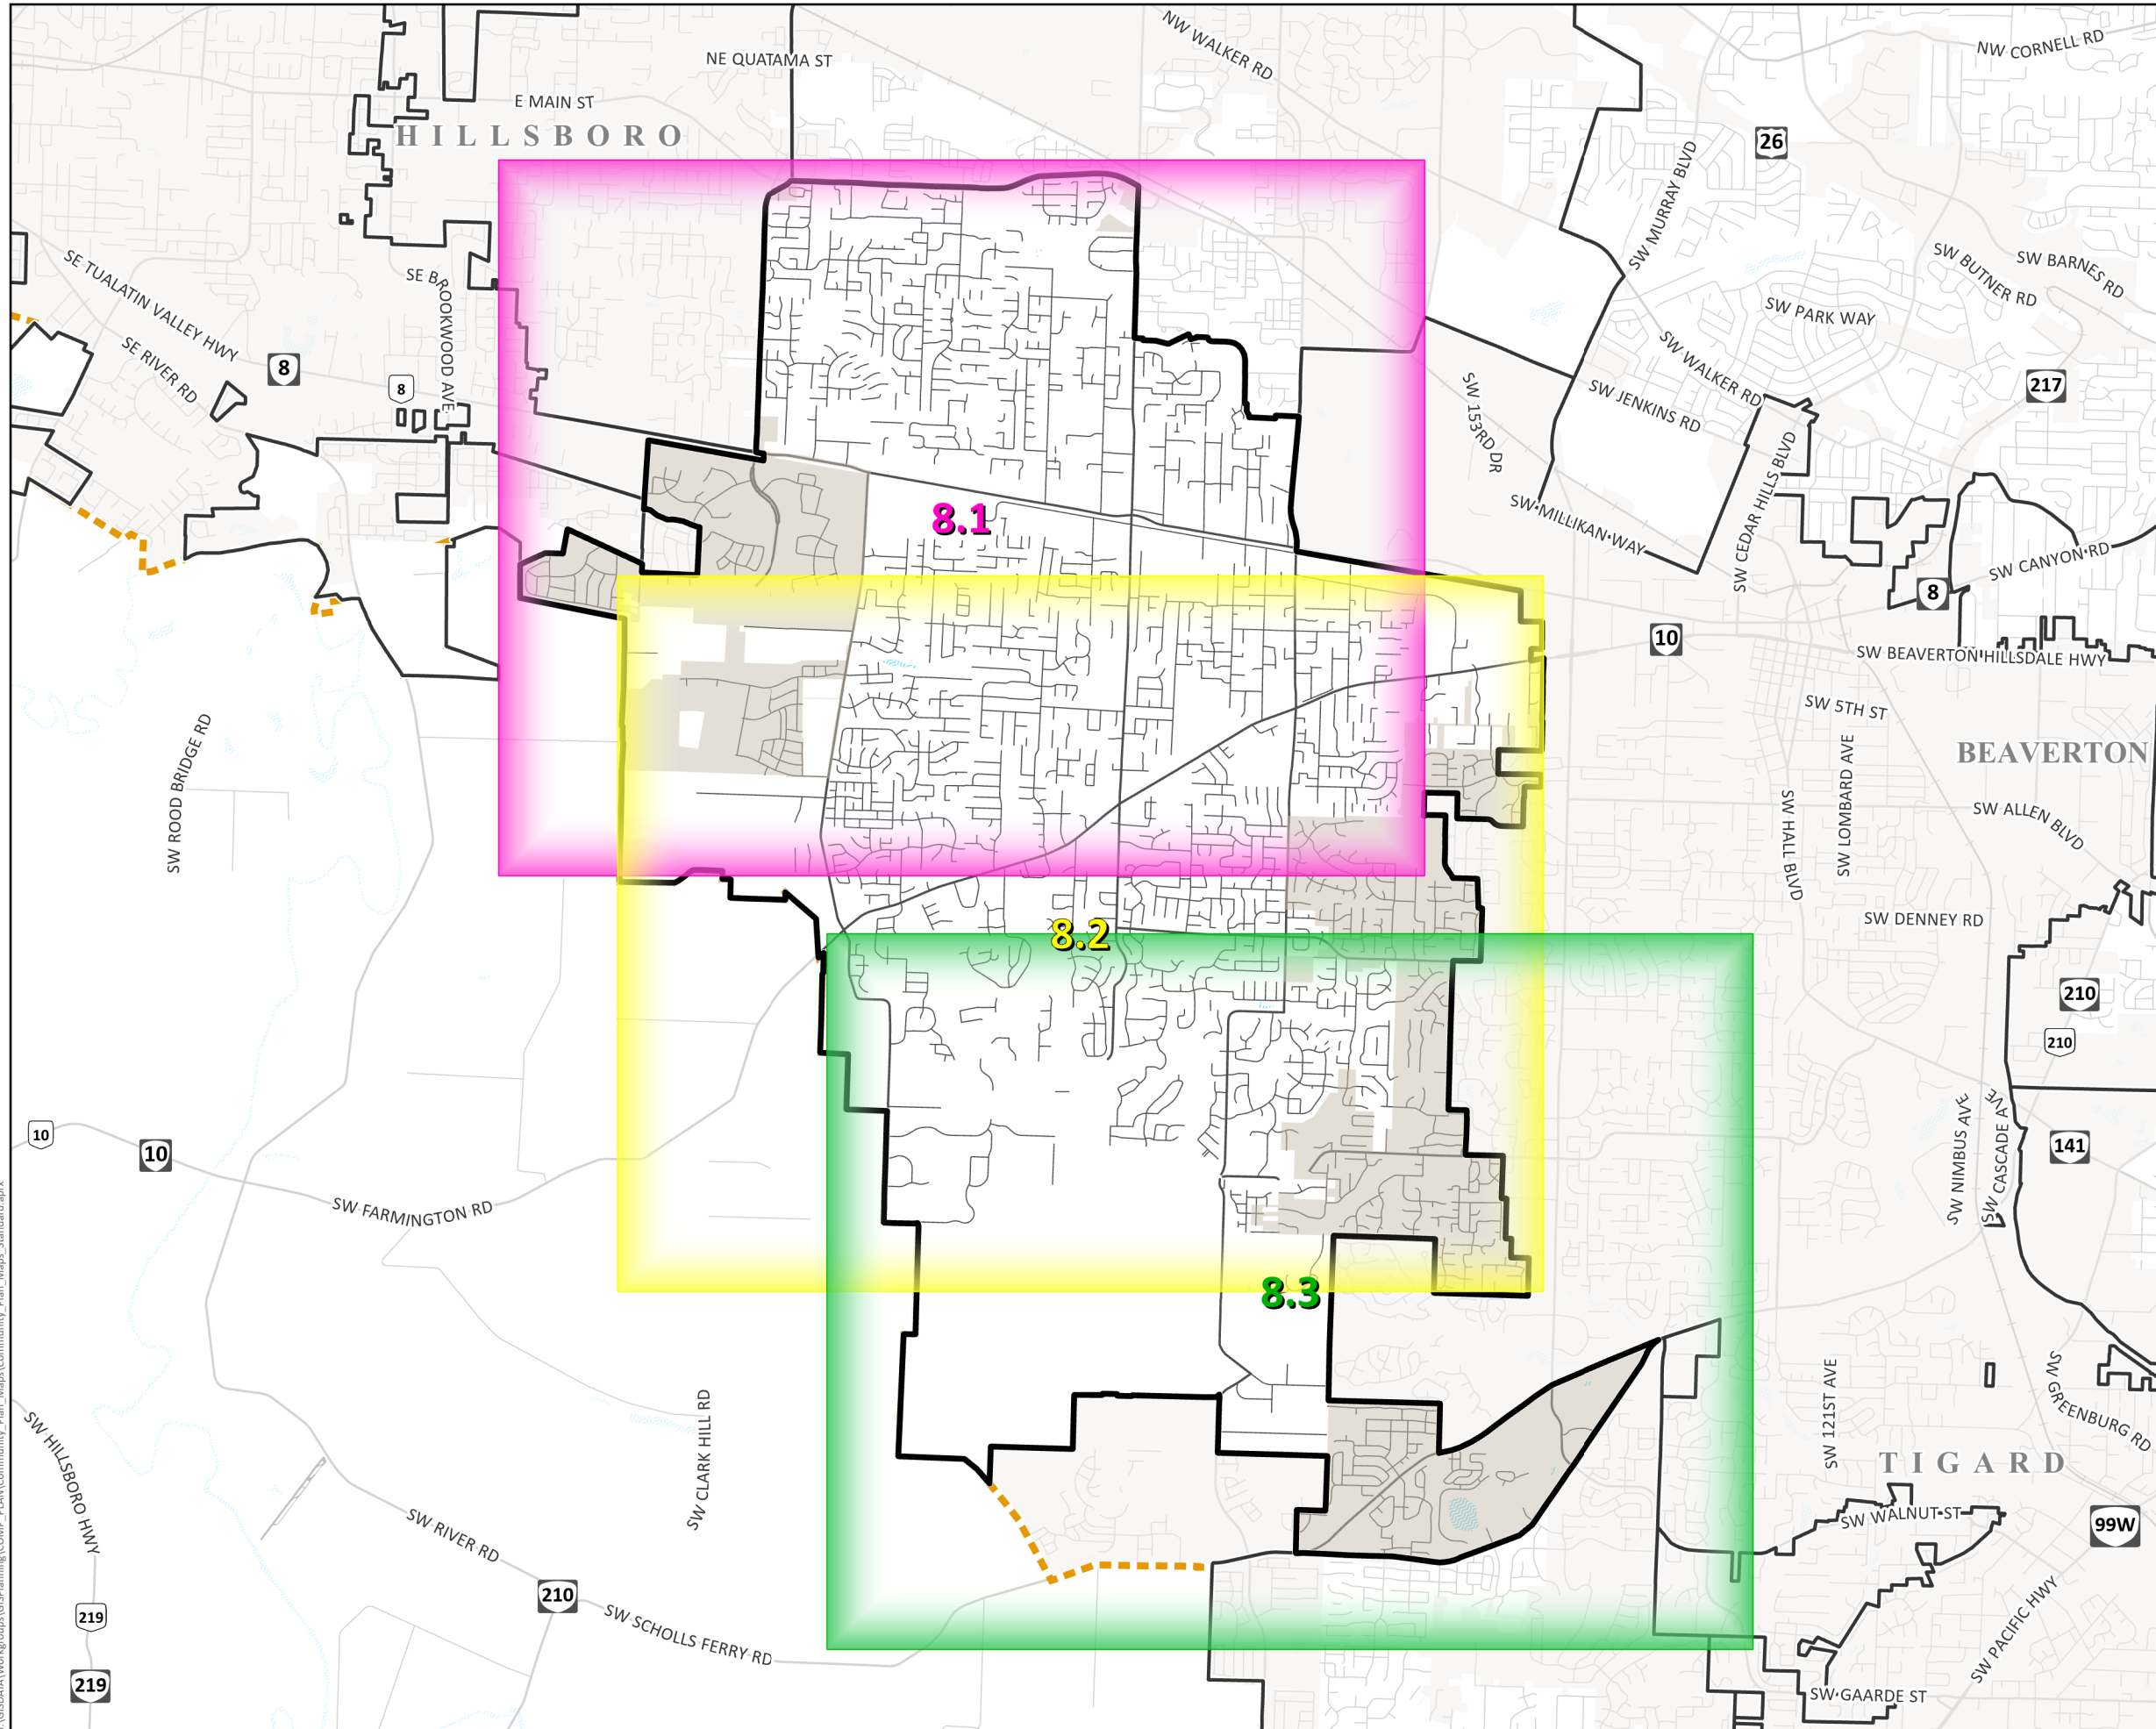 NW WALKER RD
NW CORNELL RD
NE QUATAMA ST
E MAIN ST
HILLSBORO
26
SW MURRAY BLVD
SW BARNES RD
SW BUTNER RD
SE TUALATIN VALLEY HWY
SE BROOKWOOD AVE
SW PARK WAY
SE RIVER RD
8
8
SW WALKER RD
217
SW JENKINS RD
SW 153RD DR
SW CEDAR HILLS BLVD
8.1
SW MILLIKAN WAY
SW CANYON RD
8
10
SW BEAVERTON HILLSDALE HWY
SW 5TH ST
BEAVERTON
SW ROOD BRIDGE RD
SW LOMBARD AVE
SW HALL BLVD
SW ALLEN BLVD
SW DENNEY RD
8.2
210
210
10
10
SW NIMBUS AVE
SW CASCADE AVE
141
SW FARMINGTON RD
8.3
SW CLARK HILL RD
SW 121ST AVE
SW GREENBURG RD
SW HILLSBORO HWY
TIGARD
SW WALNUT ST
99W
SW RIVER RD
210
219
SW SCHOLLS FERRY RD
SW PACIFIC HWY
219
SW GAARDE ST